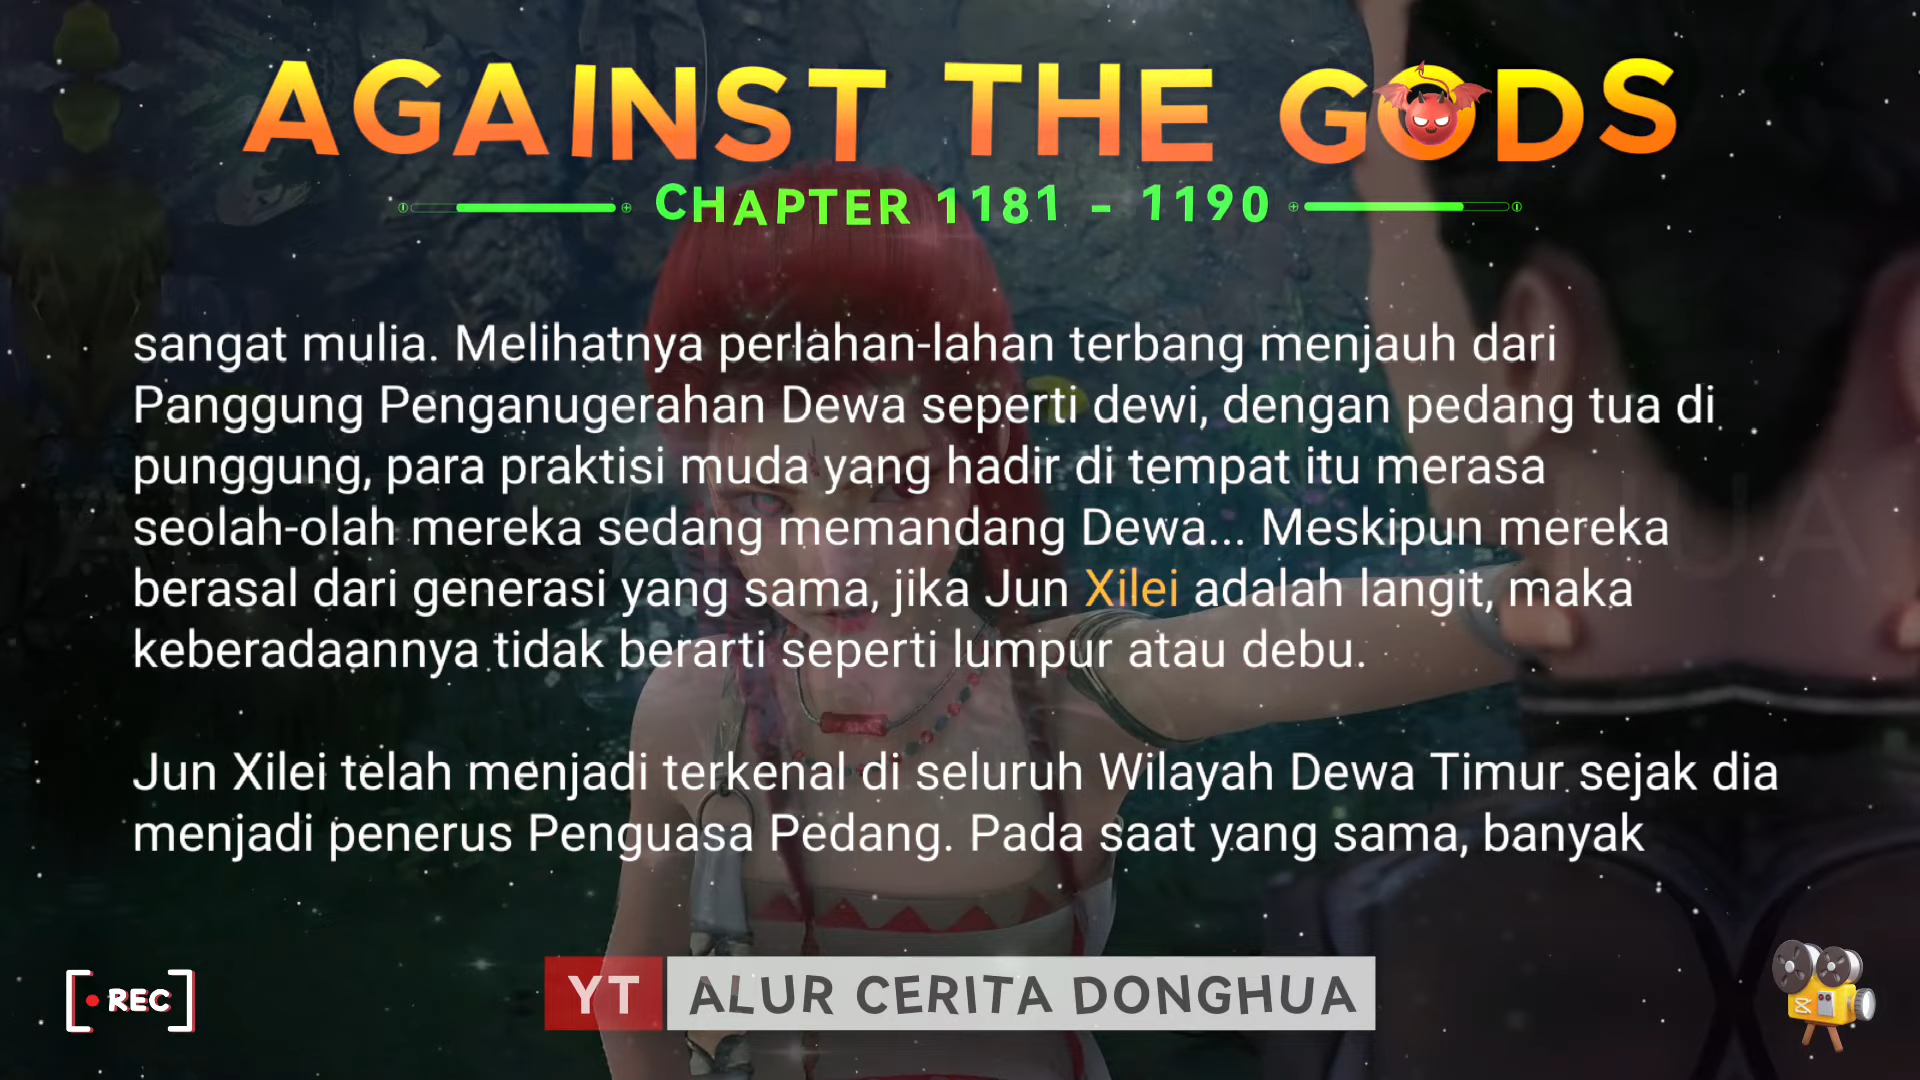 AGAINST THE GODS
CHAPTER 1181 - 1190
sangat mulia. Melihatnya perlahan-lahan terbang menjauh dari
Panggung Penganugerahan Dewa seperti dewi, dengan pedang tua di
punggung, para praktisi muda yang hadir di tempat itu merasa
seolah-olah mereka sedang memandang Dewa... Meskipun mereka
berasal dari generasi yang sama, jika Jun Xilei adalah langit, maka
keberadaannya tidak berarti seperti lumpur atau debu.
Jun Xilei telah menjadi terkenal di seluruh Wilayah Dewa Timur sejak dia
menjadi penerus Penguasa Pedang. Pada saat yang sama, banyak
REC
YT ALUR CERITA DONGHUA